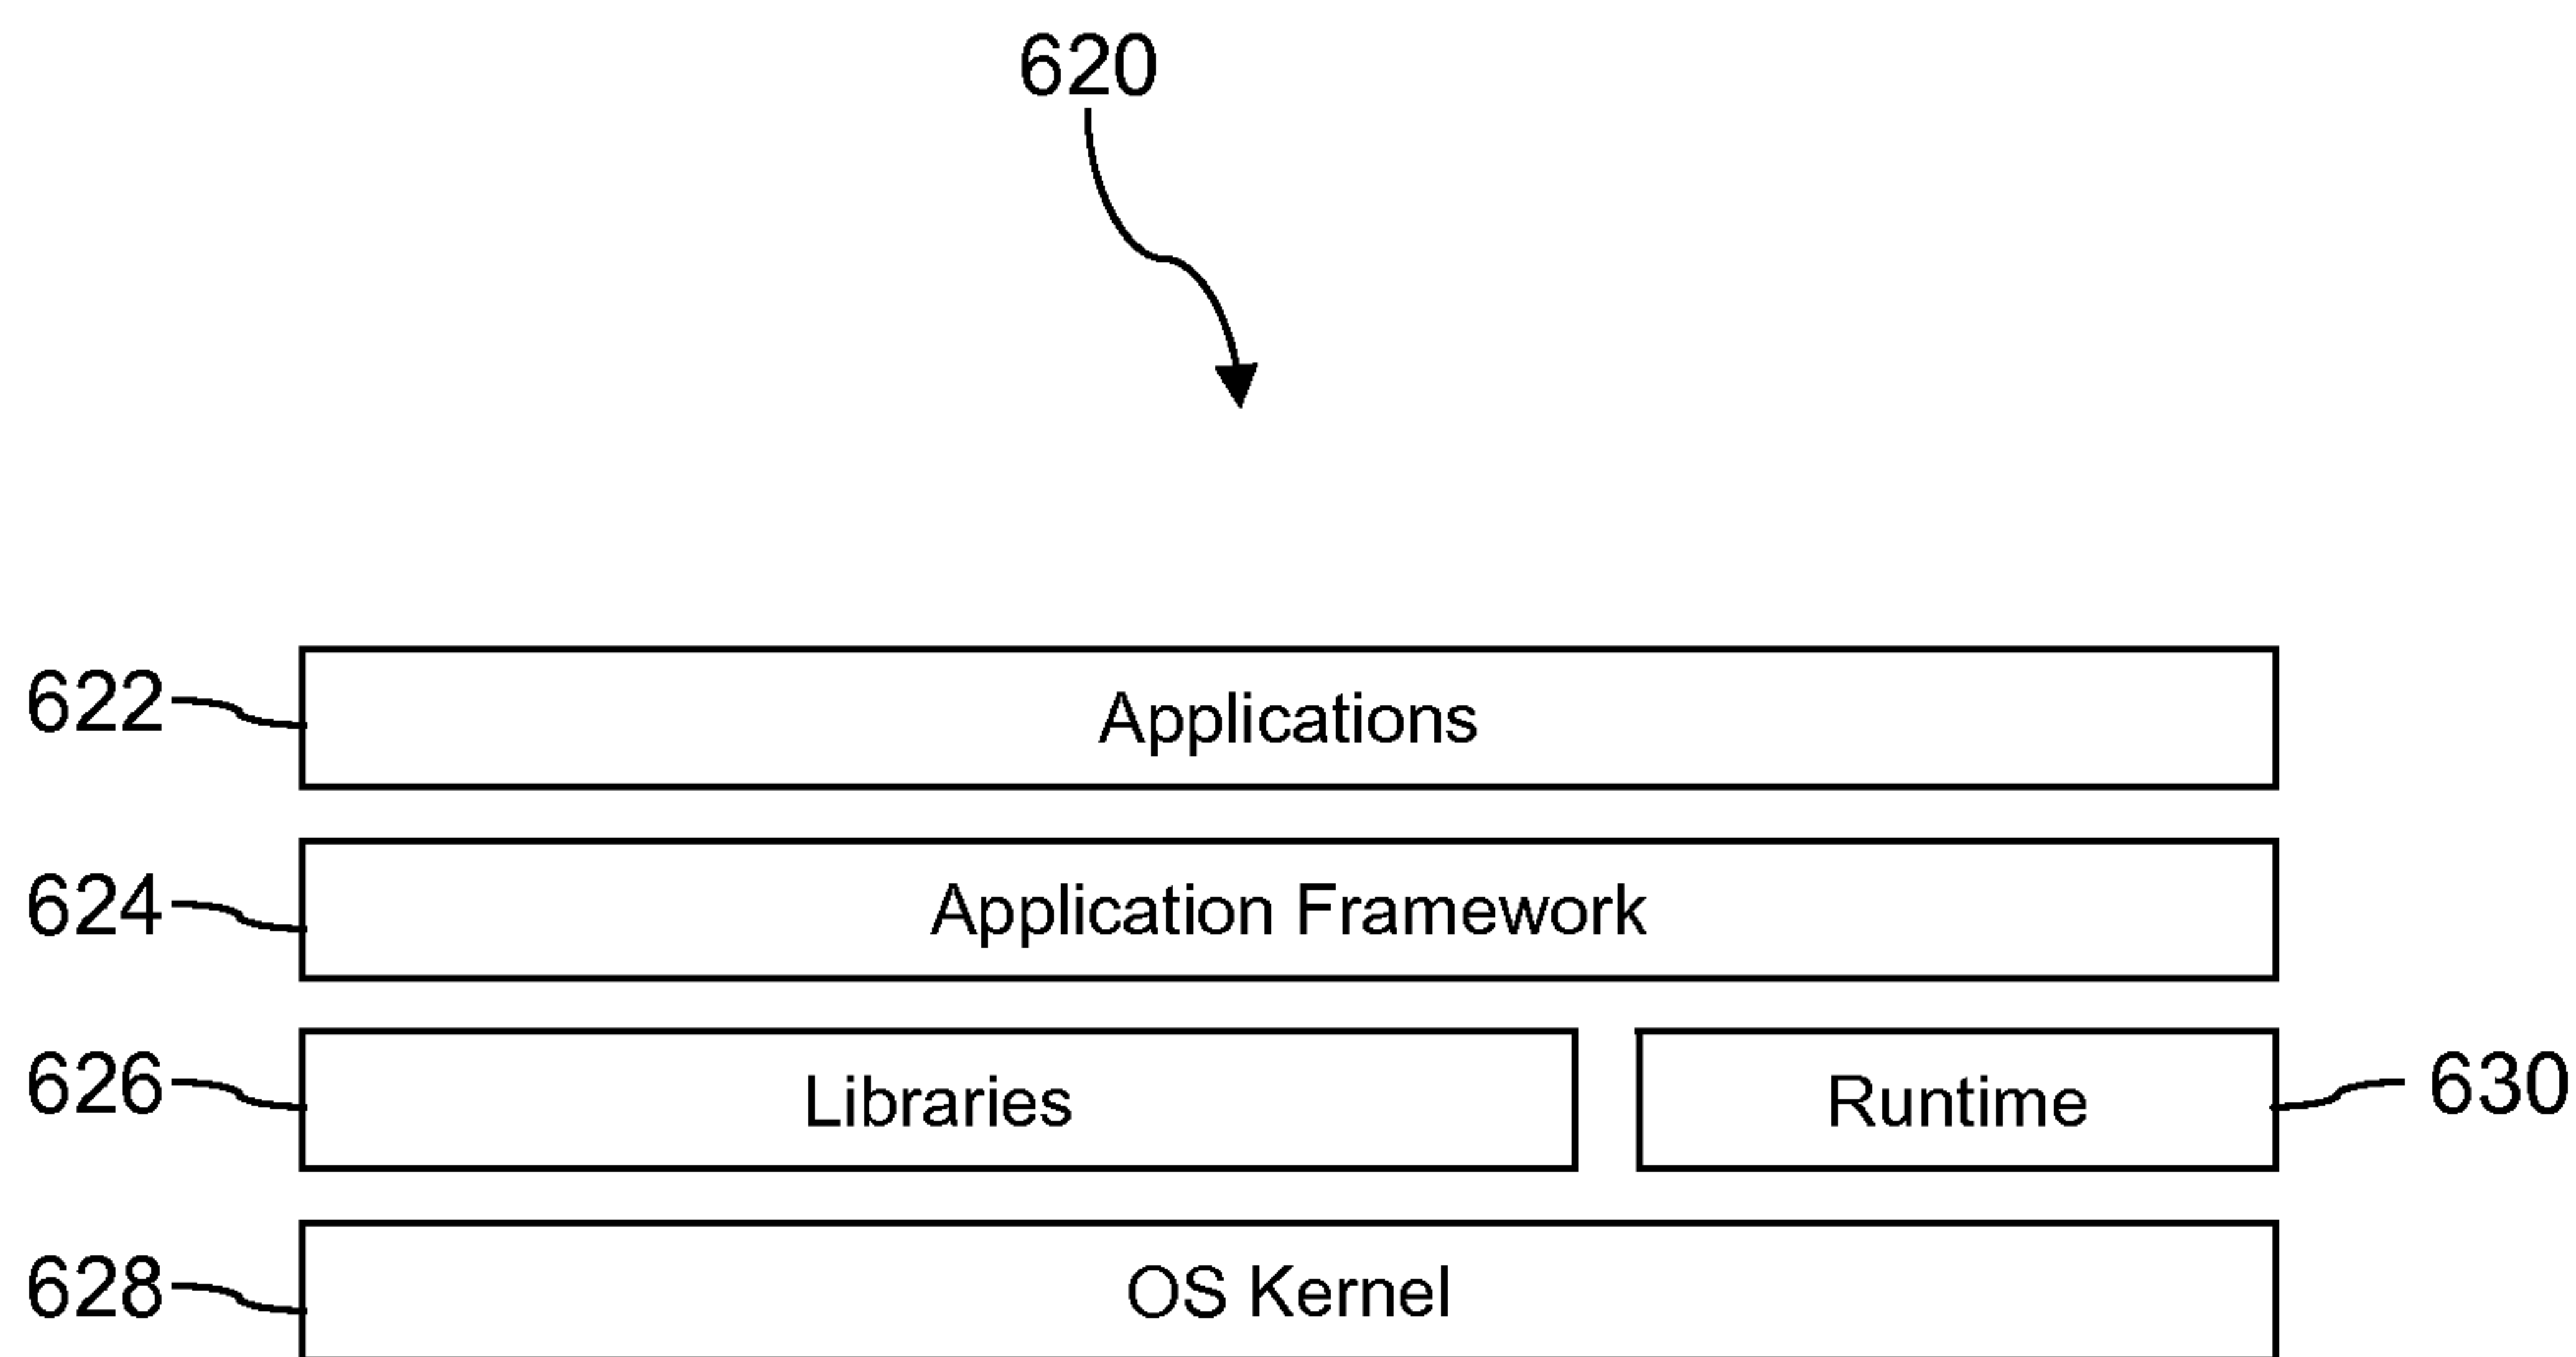 620
622 Applications
624 Application Framework
626 Libraries Runtime 630
628 OS Kernel